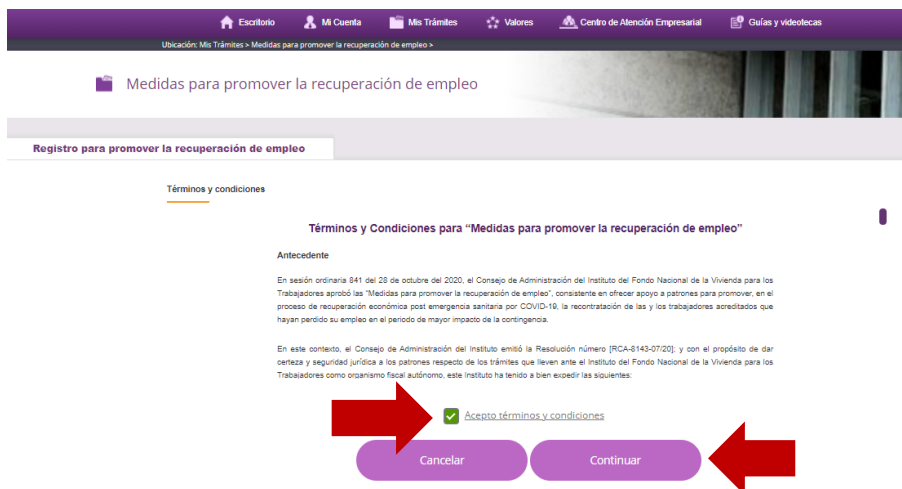 Escritorio Mi Cuenta Mis Trámites Valores Centro de Atención Empresarial Guías y videotecas
Ubicación: Mis Trámites > Medidas para promover la recuperación de empleo >
Medidas para promover la recuperación de empleo
Registro para promover la recuperación de empleo
Términos y condiciones
Términos y Condiciones para “Medidas para promover la recuperación de empleo”
Antecedente
En sesión ordinaria 841 del 28 de octubre del 2020, el Consejo de Administración del Instituto del Fondo Nacional de la Vivienda para los
Trabajadores aprobó las “Medidas para promover la recuperación de empleo”, consistente en ofrecer apoyo a patrones para promover, en el
proceso de recuperación económica post emergencia sanitaria por COVID-19, la recontratación de las y los trabajadores acreditados que
hayan perdido su empleo en el periodo de mayor impacto de la contingencia.
En este contexto, el Consejo de Administración del Instituto emitió la Resolución número [RCA-8143-07/20]; y con el propósito de dar
certeza y seguridad jurídica a los patrones respecto de los trámites que lleven ante el Instituto del Fondo Nacional de la Vivienda para los
Trabajadores como organismo fiscal autónomo, este Instituto ha tenido a bien expedir las siguientes:
Acepto términos y condiciones
Cancelar Continuar